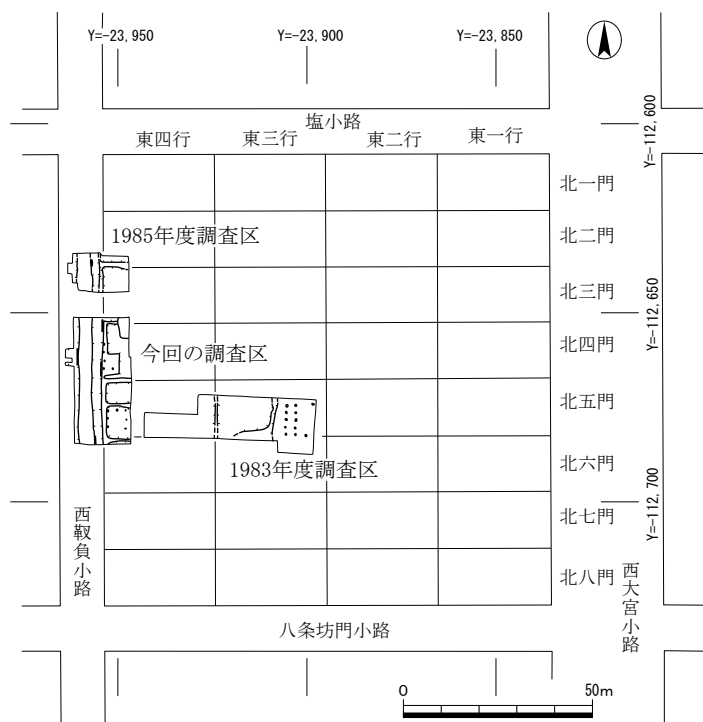 Y=-23,950
Y=-23,900
Y=-23,850
塩小路
Y=-112,600
東四行
東三行
東二行
東一行
北一門
1985年度調査区
北二門
北三門
Y=-112,650
今回の調査区
北四門
北五門
1983年度調査区
北六門
Y=-112,700
西靫負小路
北七門
北八門
西大宮小路
八条坊門小路
0
50m